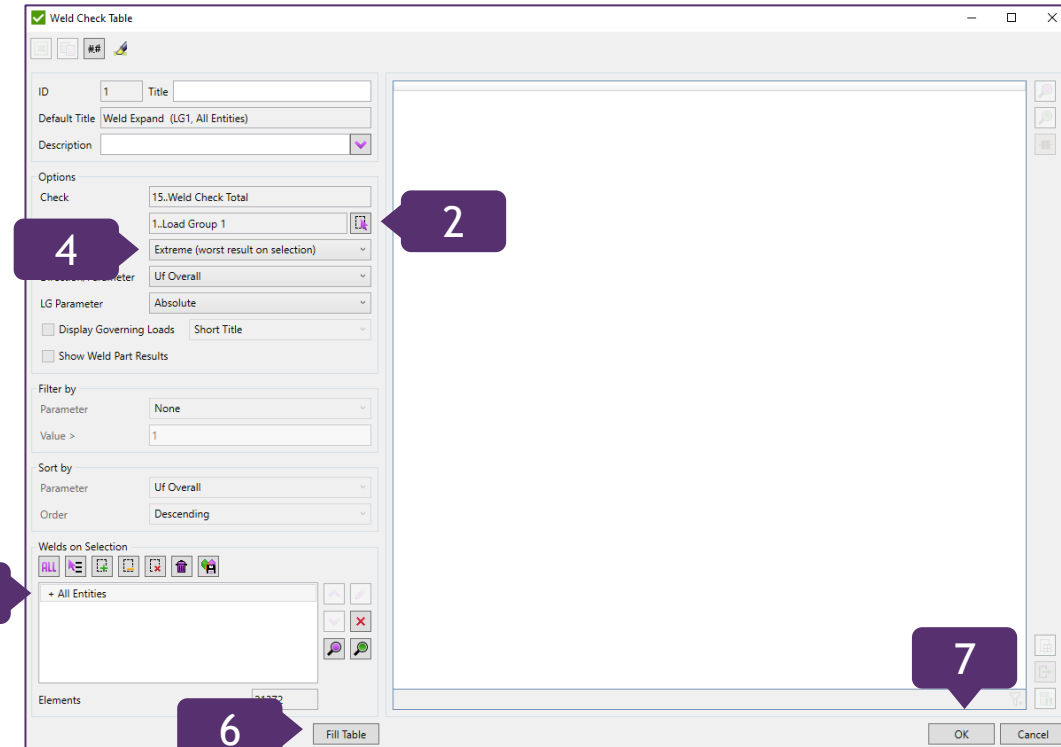 Weld Check Table
##
ID 1 Title
Default Title Weld Expand (LG1, All Entities)
Description
Options
Check 15..Weld Check Total
1..Load Group 1
2
4
Extreme (worst result on selection)
Uf Overall
LG Parameter Absolute
Display Governing Loads Short Title
Show Weld Part Results
Filter by
Parameter None
Value > 1
Sort by
Parameter Uf Overall
Order Descending
Welds on Selection
ALL
+ All Entities
Elements
7
6
Fill Table
OK Cancel